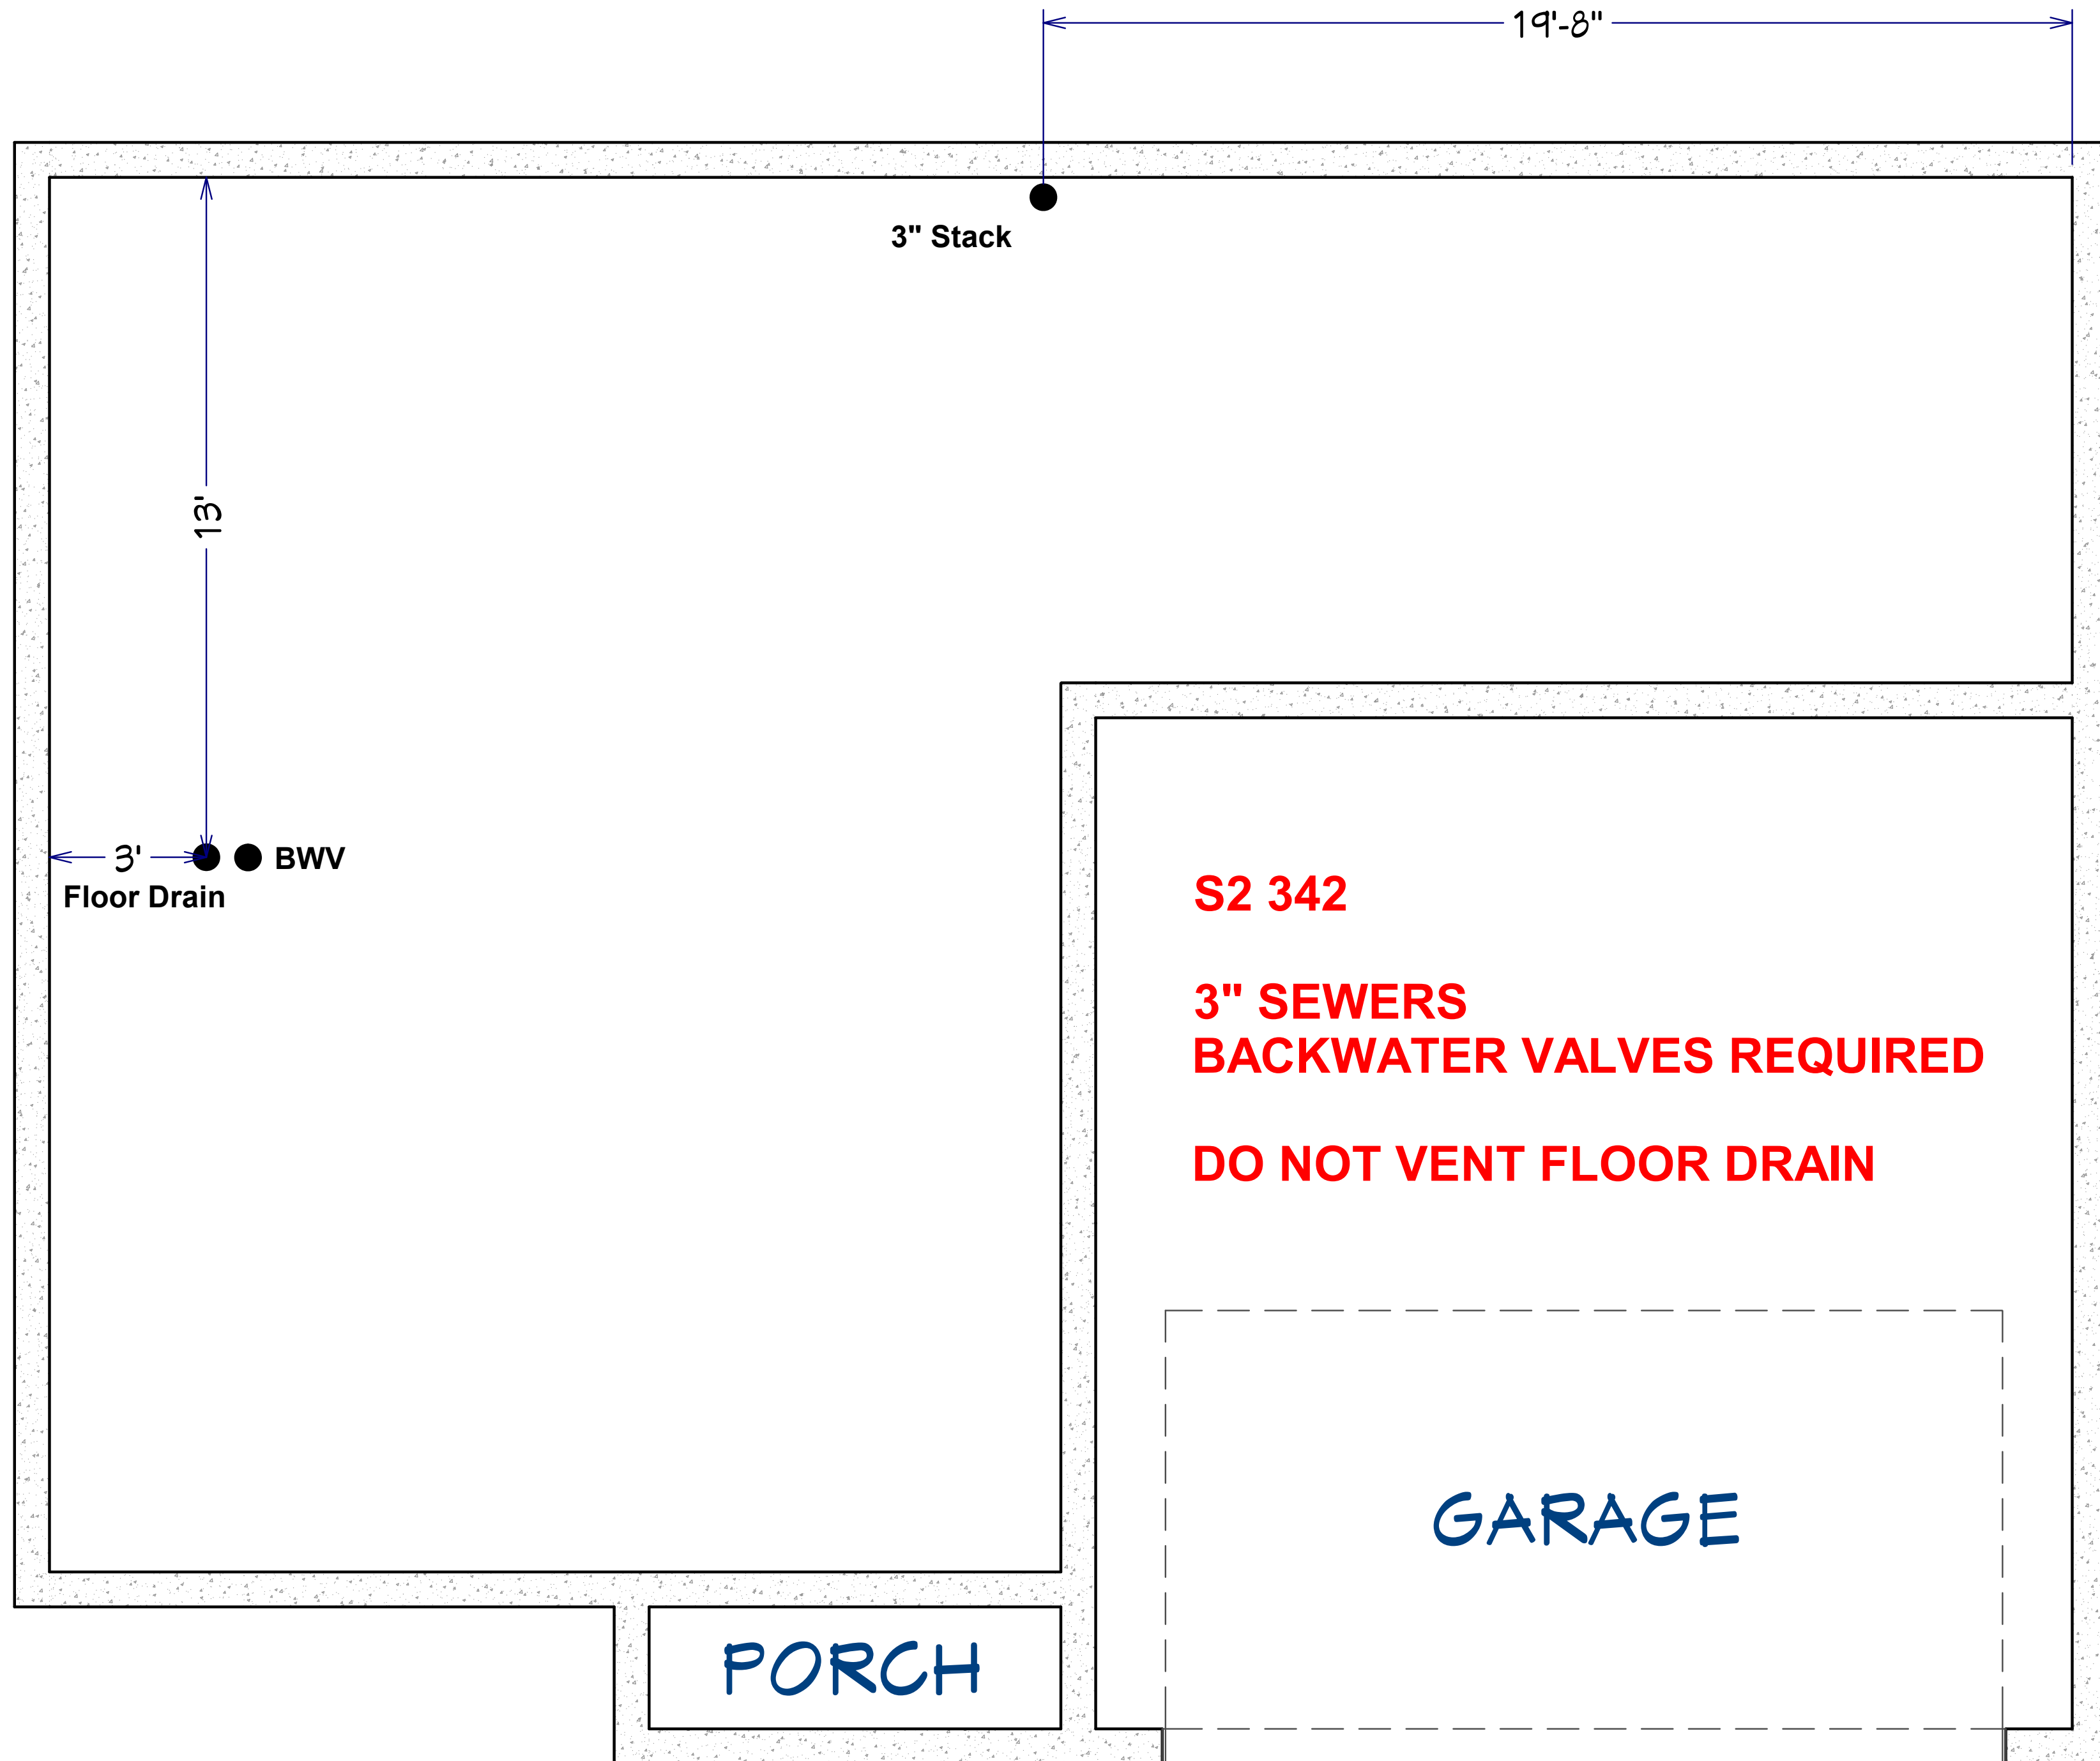 19'-8"
3" Stack
13'
3'
BWV
Floor Drain
S2 342
3" SEWERS
BACKWATER VALVES REQUIRED
DO NOT VENT FLOOR DRAIN
GARAGE
PORCH